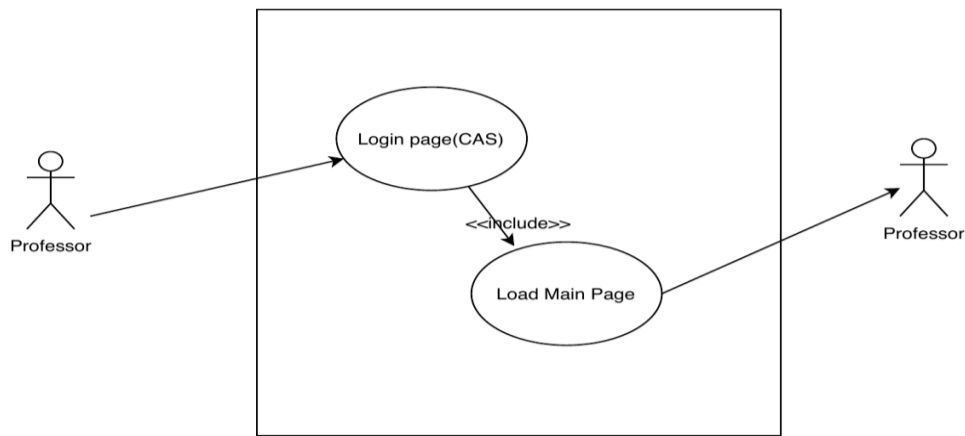 Login page(CAS)
Professor
Professor
<<include>>
Load Main Page